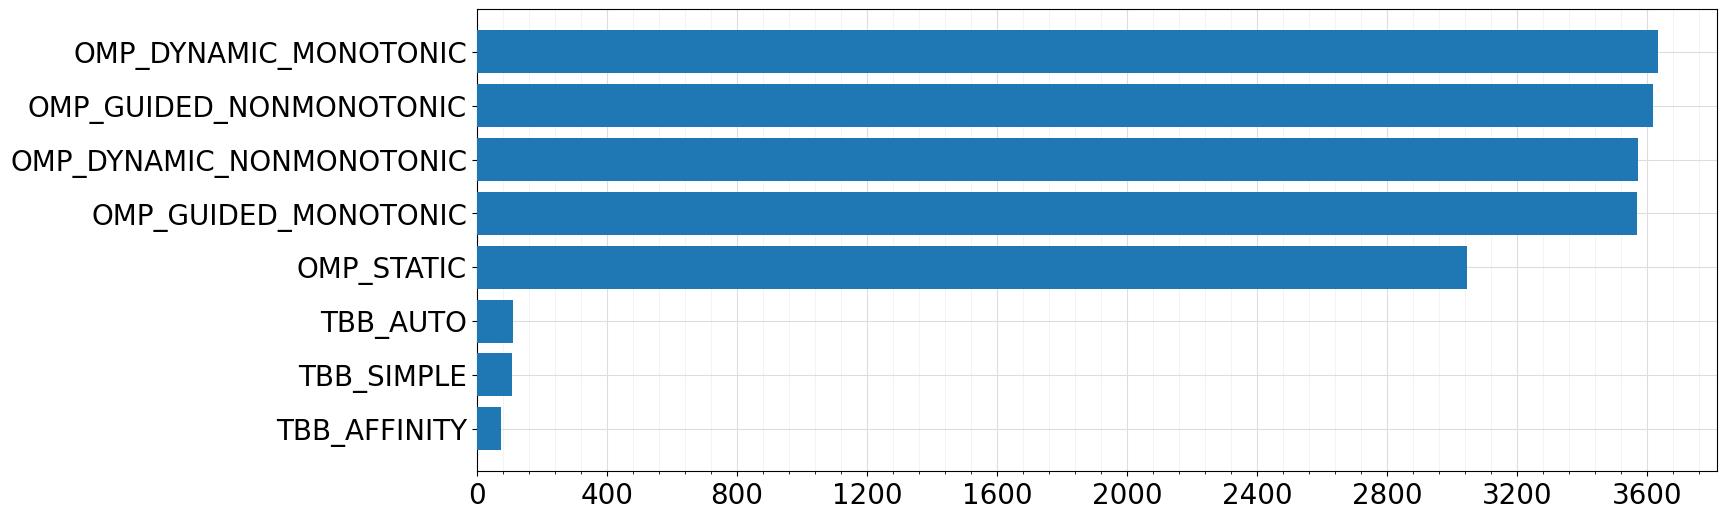 OMP_DYNAMIC_MONOTONIC
OMP_GUIDED_NONMONOTONIC
OMP_DYNAMIC_NONMONOTONIC
OMP_GUIDED_MONOTONIC
OMP_STATIC
TBB_AUTO
TBB_SIMPLE
TBB_AFFINITY
0 400 800 1200 1600 2000 2400 2800 3200 3600